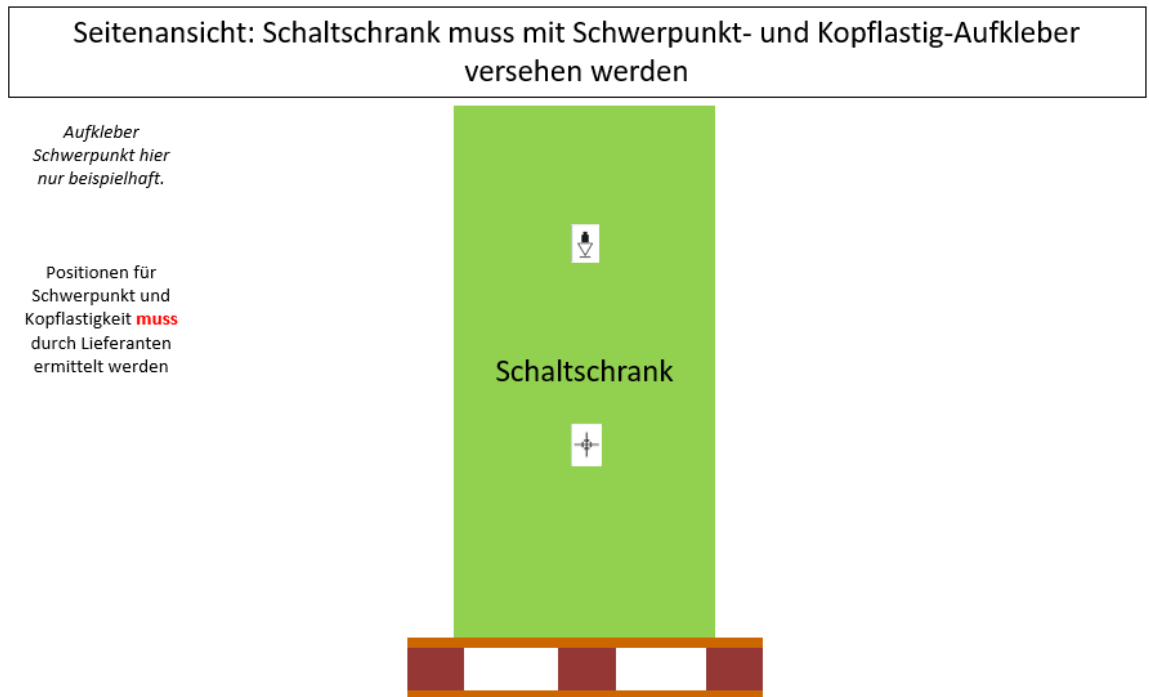 Seitenansicht: Schaltschrank muss mit Schwerpunkt- und Kopflastig-Aufkleber
versehen werden
Aufkleber
Schwerpunkt hier
nur beispielhaft.
Positionen für
Schwerpunkt und
Kopflastigkeit muss
durch Lieferanten
ermittelt werden
Schaltschrank